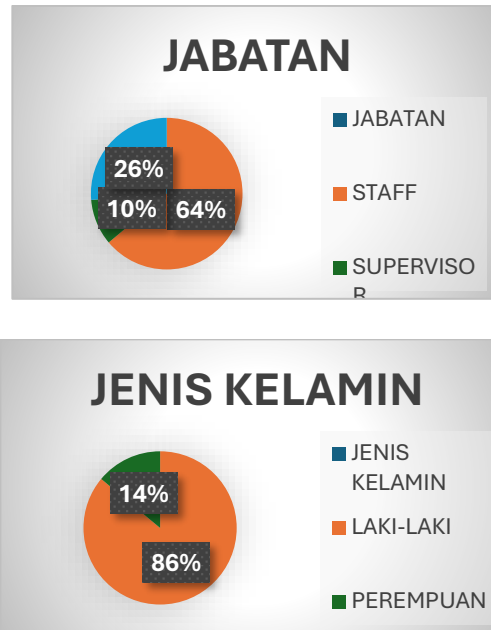 JABATAN
26%
10% 64%
JABATAN
STAFF
SUPERVISO
R
JENIS KELAMIN
14%
86%
JENIS
KELAMIN
LAKI-LAKI
PEREMPUAN